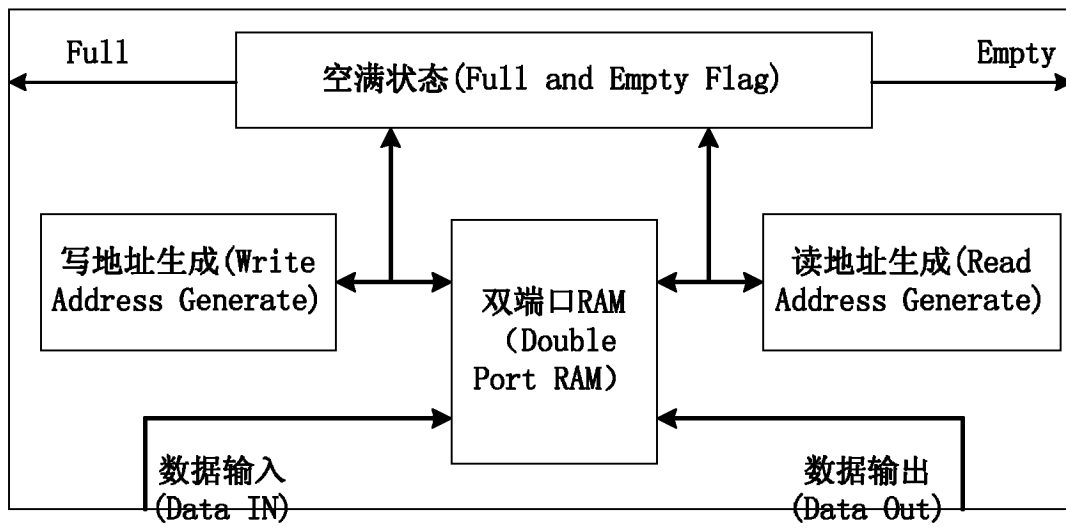 Full
Empty
空满状态(Full and Empty Flag)
写地址生成(Write
Address Generate)
双端口RAM
（Double
Port RAM）
读地址生成(Read
Address Generate)
数据输入
(Data IN)
数据输出
(Data Out)